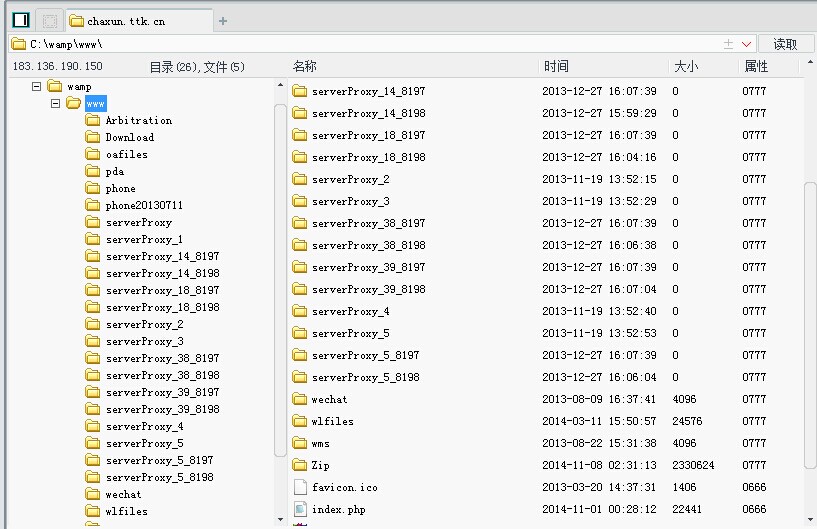 chaxun.ttk.cn
C:\wamp\www\ 读取
183.136.190.150 目录(26),文件(5) 名称 时间 大小 属性
wamp
www
Arbitration
Download
oafiles
pda
phone
phone20130711
serverProxy
serverProxy_1
serverProxy_14_8197
serverProxy_14_8198
serverProxy_18_8197
serverProxy_18_8198
serverProxy_2
serverProxy_3
serverProxy_38_8197
serverProxy_38_8198
serverProxy_39_8197
serverProxy_39_8198
serverProxy_4
serverProxy_5
serverProxy_5_8197
serverProxy_5_8198
wechat
wlfiles
serverProxy_14_8197 2013-12-27 16:07:39 0 0777
serverProxy_14_8198 2013-12-27 15:59:29 0 0777
serverProxy_18_8197 2013-12-27 16:07:39 0 0777
serverProxy_18_8198 2013-12-27 16:04:16 0 0777
serverProxy_2 2013-11-19 13:52:15 0 0777
serverProxy_3 2013-11-19 13:52:29 0 0777
serverProxy_38_8197 2013-12-27 16:07:39 0 0777
serverProxy_38_8198 2013-12-27 16:06:38 0 0777
serverProxy_39_8197 2013-12-27 16:07:39 0 0777
serverProxy_39_8198 2013-12-27 16:07:04 0 0777
serverProxy_4 2013-11-19 13:52:40 0 0777
serverProxy_5 2013-11-19 13:52:53 0 0777
serverProxy_5_8197 2013-12-27 16:07:39 0 0777
serverProxy_5_8198 2013-12-27 16:06:04 0 0777
wechat 2013-08-09 16:37:41 4096 0777
wlfiles 2014-03-11 15:50:57 24576 0777
wms 2013-08-22 15:31:38 4096 0777
Zip 2014-11-08 02:31:13 2330624 0777
favicon.ico 2013-03-20 14:37:31 1406 0666
index.php 2014-11-01 00:28:12 22441 0666